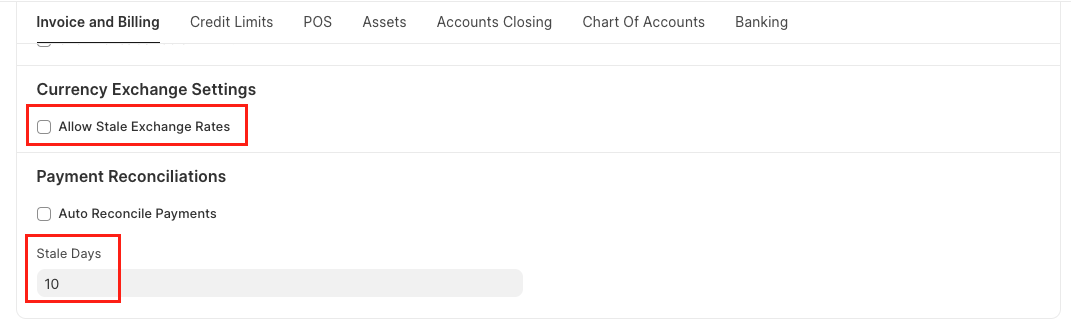 Invoice and Billing Credit Limits POS Assets Accounts Closing Chart Of Accounts Banking
Currency Exchange Settings
Allow Stale Exchange Rates
Payment Reconciliations
Auto Reconcile Payments
Stale Days
10